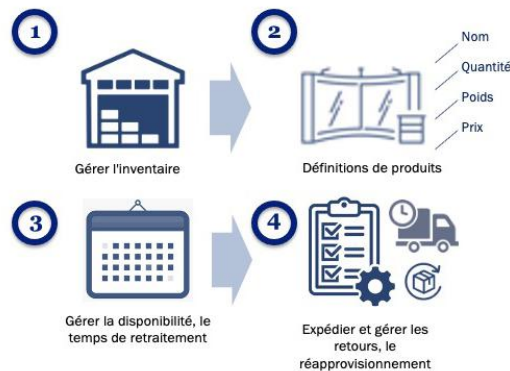 1
2
Nom
Quantité
Poids
Prix
Gérer l'inventaire
Définitions de produits
3
4
Gérer la disponibilité, le
temps de retraitement
Expédier et gérer les
retours, le
réapprovisionnement